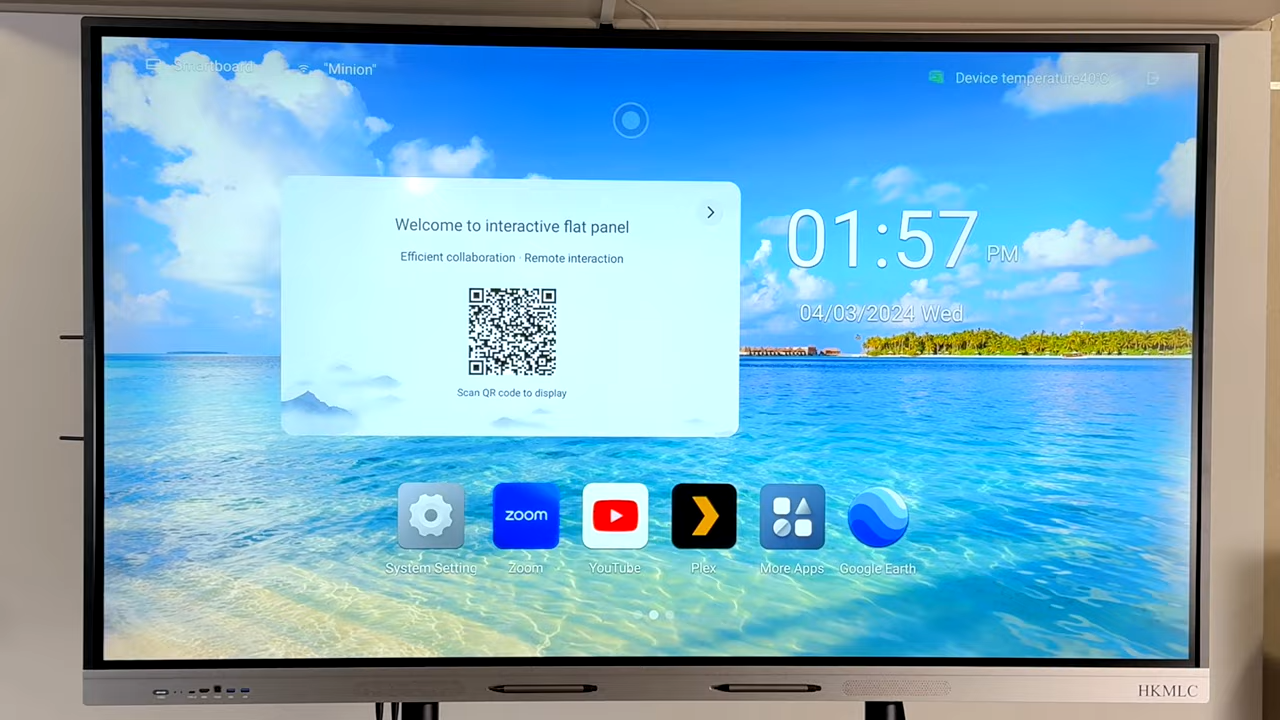 Smartboard
"Minion"
Device temperature40°C
Welcome to interactive flat panel
Efficient collaboration · Remote interaction
Scan QR code to display
01:57 PM
04/03/2024 Wed
zoom
System Setting
Zoom
YouTube
Plex
More Apps
Google Earth
HKMLC